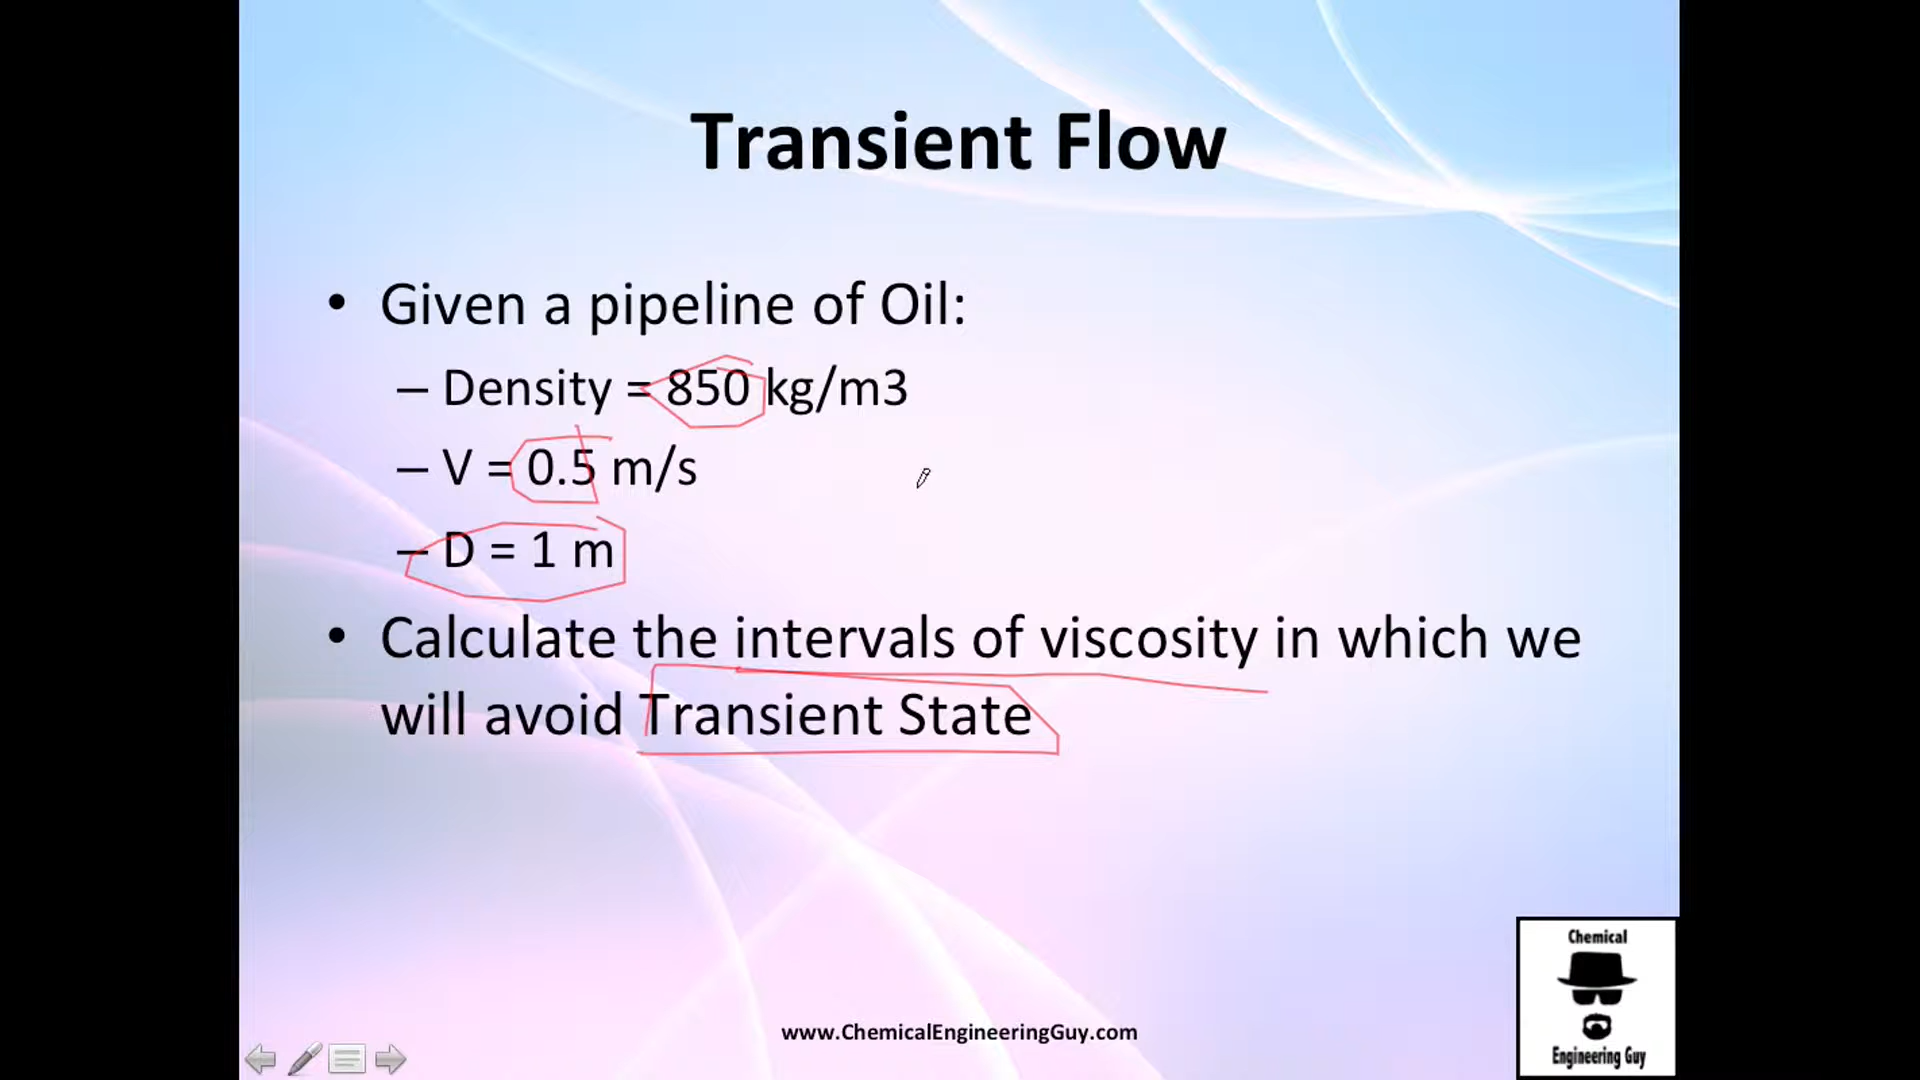 Transient Flow
• Given a pipeline of Oil:
– Density = 850 kg/m3
– V = 0.5 m/s
– D = 1 m
• Calculate the intervals of viscosity in which we
will avoid Transient State
Chemical
Engineering Guy
www.ChemicalEngineeringGuy.com